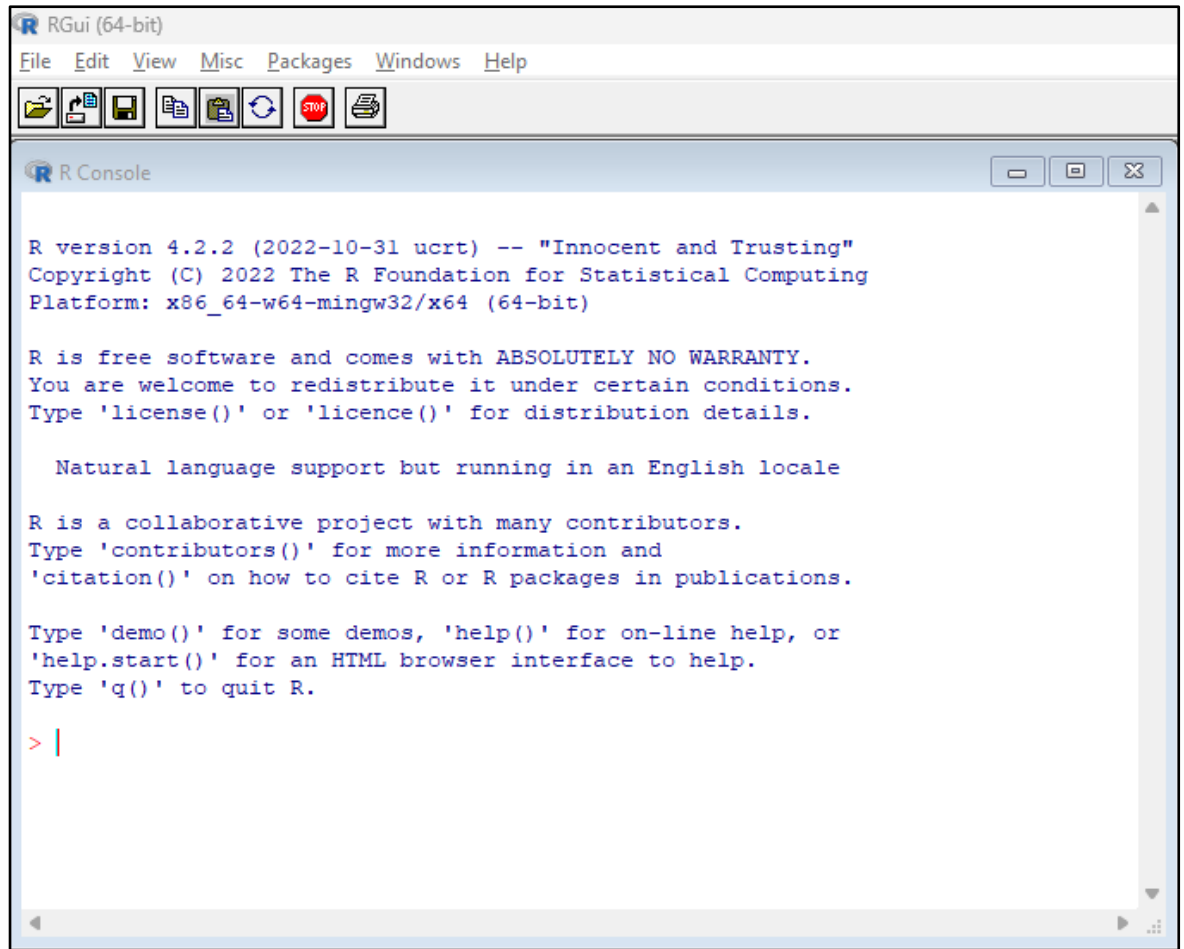 R RGui (64-bit)
File Edit View Misc Packages Windows Help
STOP
R R Console
R version 4.2.2 (2022-10-31 ucrt) -- "Innocent and Trusting"
Copyright (C) 2022 The R Foundation for Statistical Computing
Platform: x86_64-w64-mingw32/x64 (64-bit)
R is free software and comes with ABSOLUTELY NO WARRANTY.
You are welcome to redistribute it under certain conditions.
Type 'license()' or 'licence()' for distribution details.
Natural language support but running in an English locale
R is a collaborative project with many contributors.
Type 'contributors()' for more information and
'citation()' on how to cite R or R packages in publications.
Type 'demo()' for some demos, 'help()' for on-line help, or
'help.start()' for an HTML browser interface to help.
Type 'q()' to quit R.
>